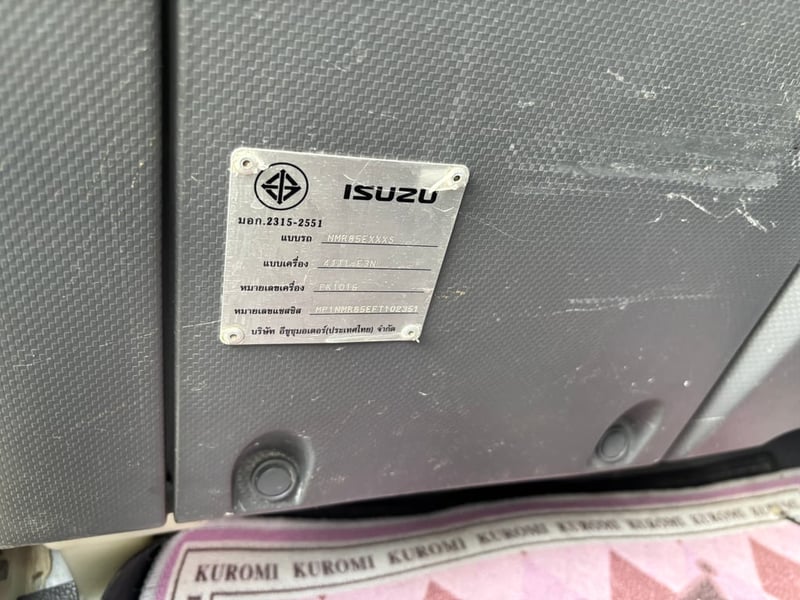 ISUZU
มอก.2315-2551
แบบรถ NMR85EXXXS
แบบเครื่อง 4JJ1-E3N
หมายเลขเครื่อง PK1016
หมายเลขแชสซิส MP1NMR85EFT102351
บริษัท อีซูซุมอเตอร์(ประเทศไทย) จำกัด
KUROMI KUROMI KUROMI KUROMI KUROMI KUROMI KUROMI